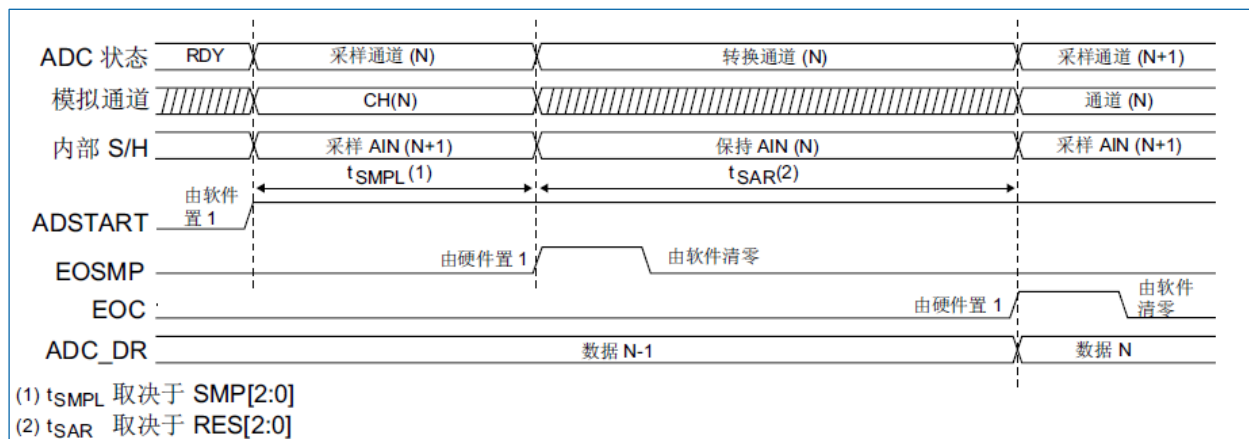 ADC 状态 RDY 采样通道 (N) 转换通道 (N) 采样通道 (N+1)
模拟通道 CH(N) 通道 (N)
内部 S/H 采样 AIN (N+1) 保持 AIN (N) 采样 AIN (N+1)
tSMPL(1) tSAR(2)
由软件
置 1
ADSTART
由硬件置 1 由软件清零
EOSMP
由软件
清零
由硬件置 1
EOC
ADC_DR 数据 N-1 数据 N
(1) tSMPL 取决于 SMP[2:0]
(2) tSAR 取决于 RES[2:0]